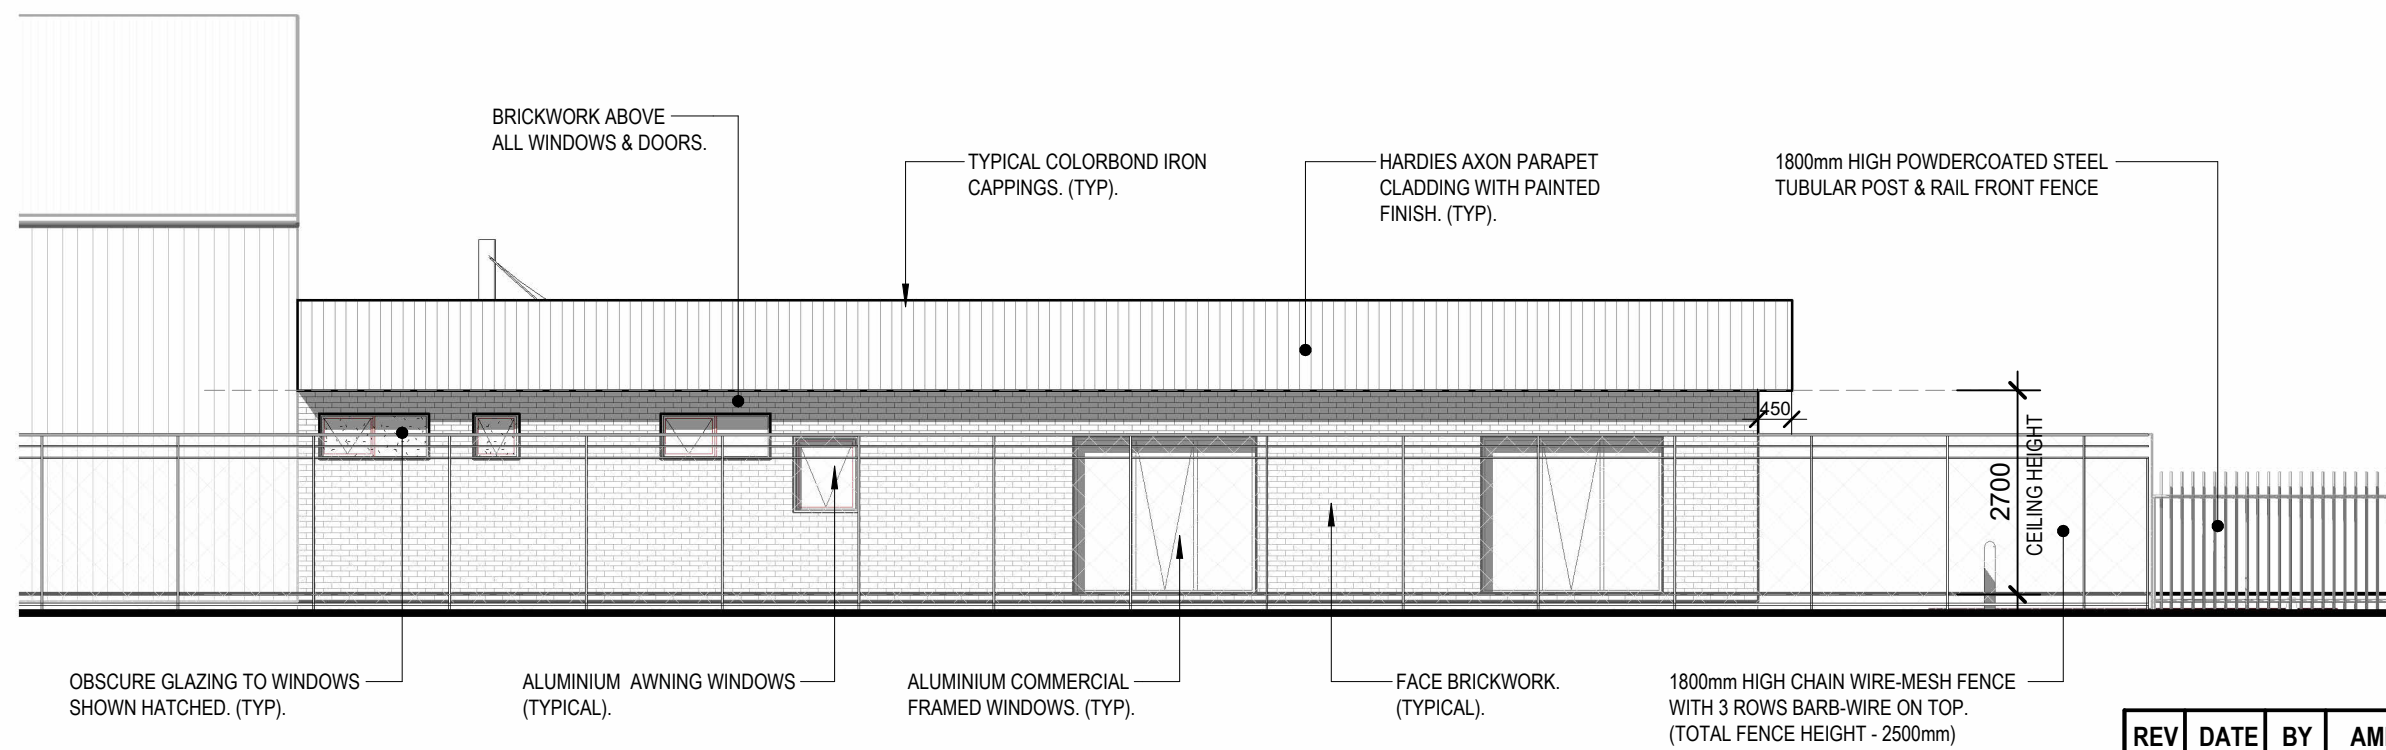 BRICKWORK ABOVE
ALL WINDOWS & DOORS.
TYPICAL COLORBOND IRON
CAPPINGS. (TYP).
HARDIES AXON PARAPET
CLADDING WITH PAINTED
FINISH. (TYP).
1800mm HIGH POWDERCOATED STEEL
TUBULAR POST & RAIL FRONT FENCE
450
2700
CEILING HEIGHT
OBSCURE GLAZING TO WINDOWS
SHOWN HATCHED. (TYP).
ALUMINIUM AWNING WINDOWS
(TYPICAL).
ALUMINIUM COMMERCIAL
FRAMED WINDOWS. (TYP).
FACE BRICKWORK.
(TYPICAL).
1800mm HIGH CHAIN WIRE-MESH FENCE
WITH 3 ROWS BARB-WIRE ON TOP.
(TOTAL FENCE HEIGHT - 2500mm)
REV DATE BY